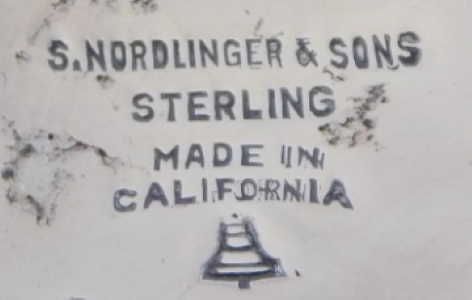 S. NORDLINGER & SONS
STERLING
MADE IN
CALIFORNIA